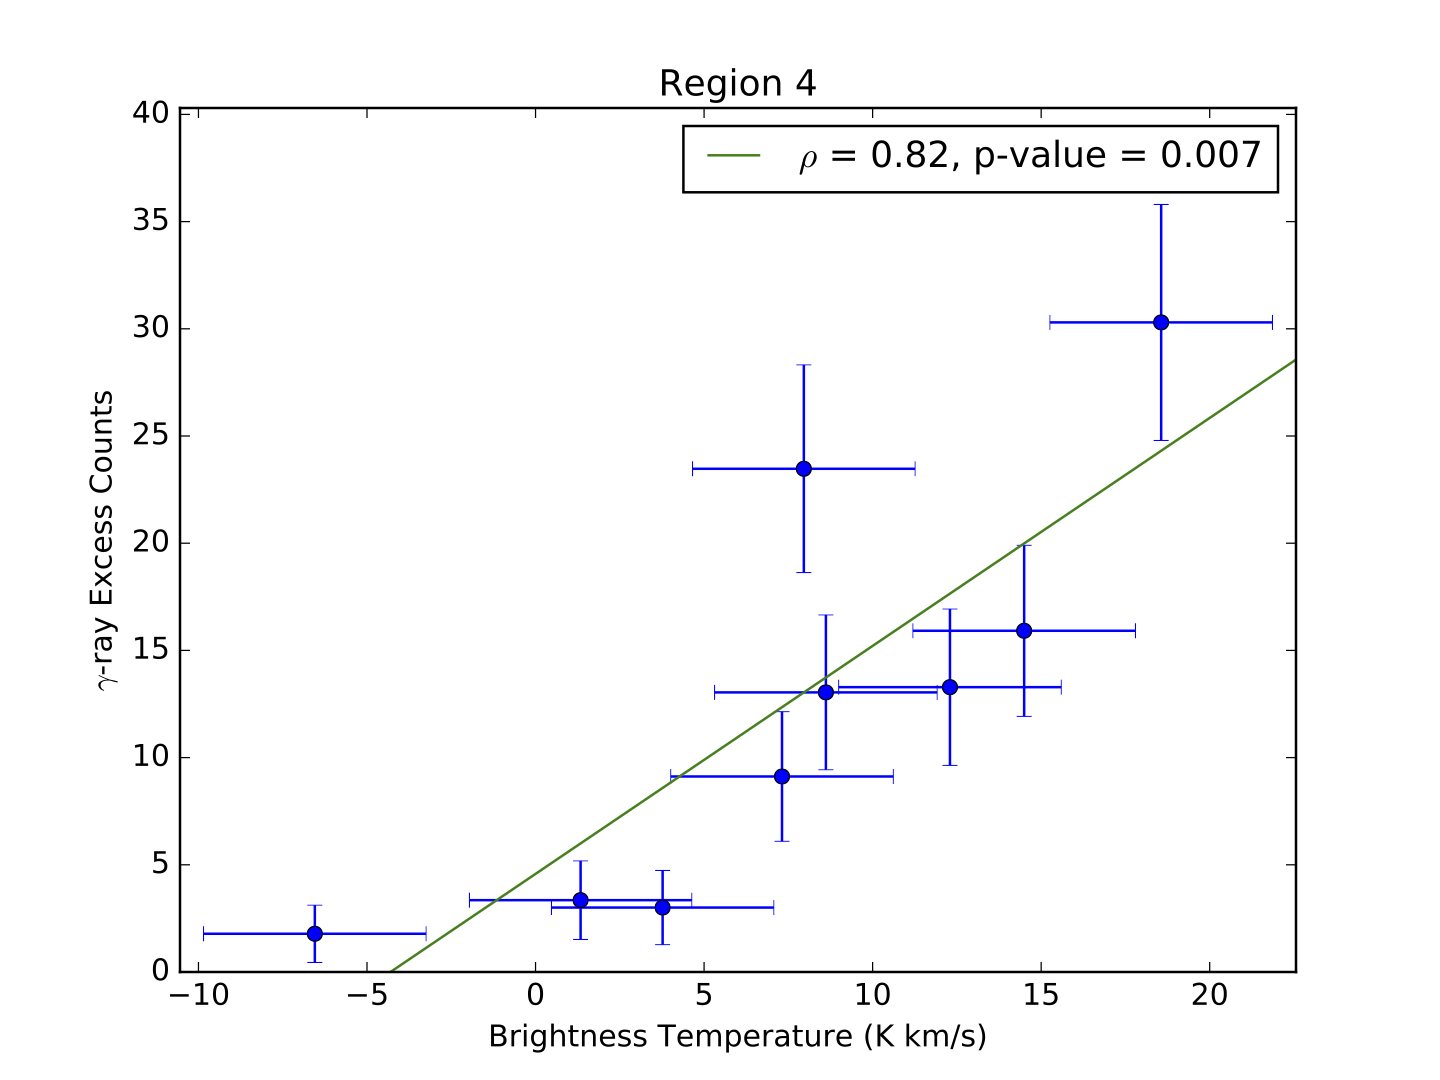 Region 4
ρ = 0.82, p-value = 0.007
40
35
30
25
20
15
10
5
0
γ-ray Excess Counts
−10 −5 0 5 10 15 20
Brightness Temperature (K km/s)